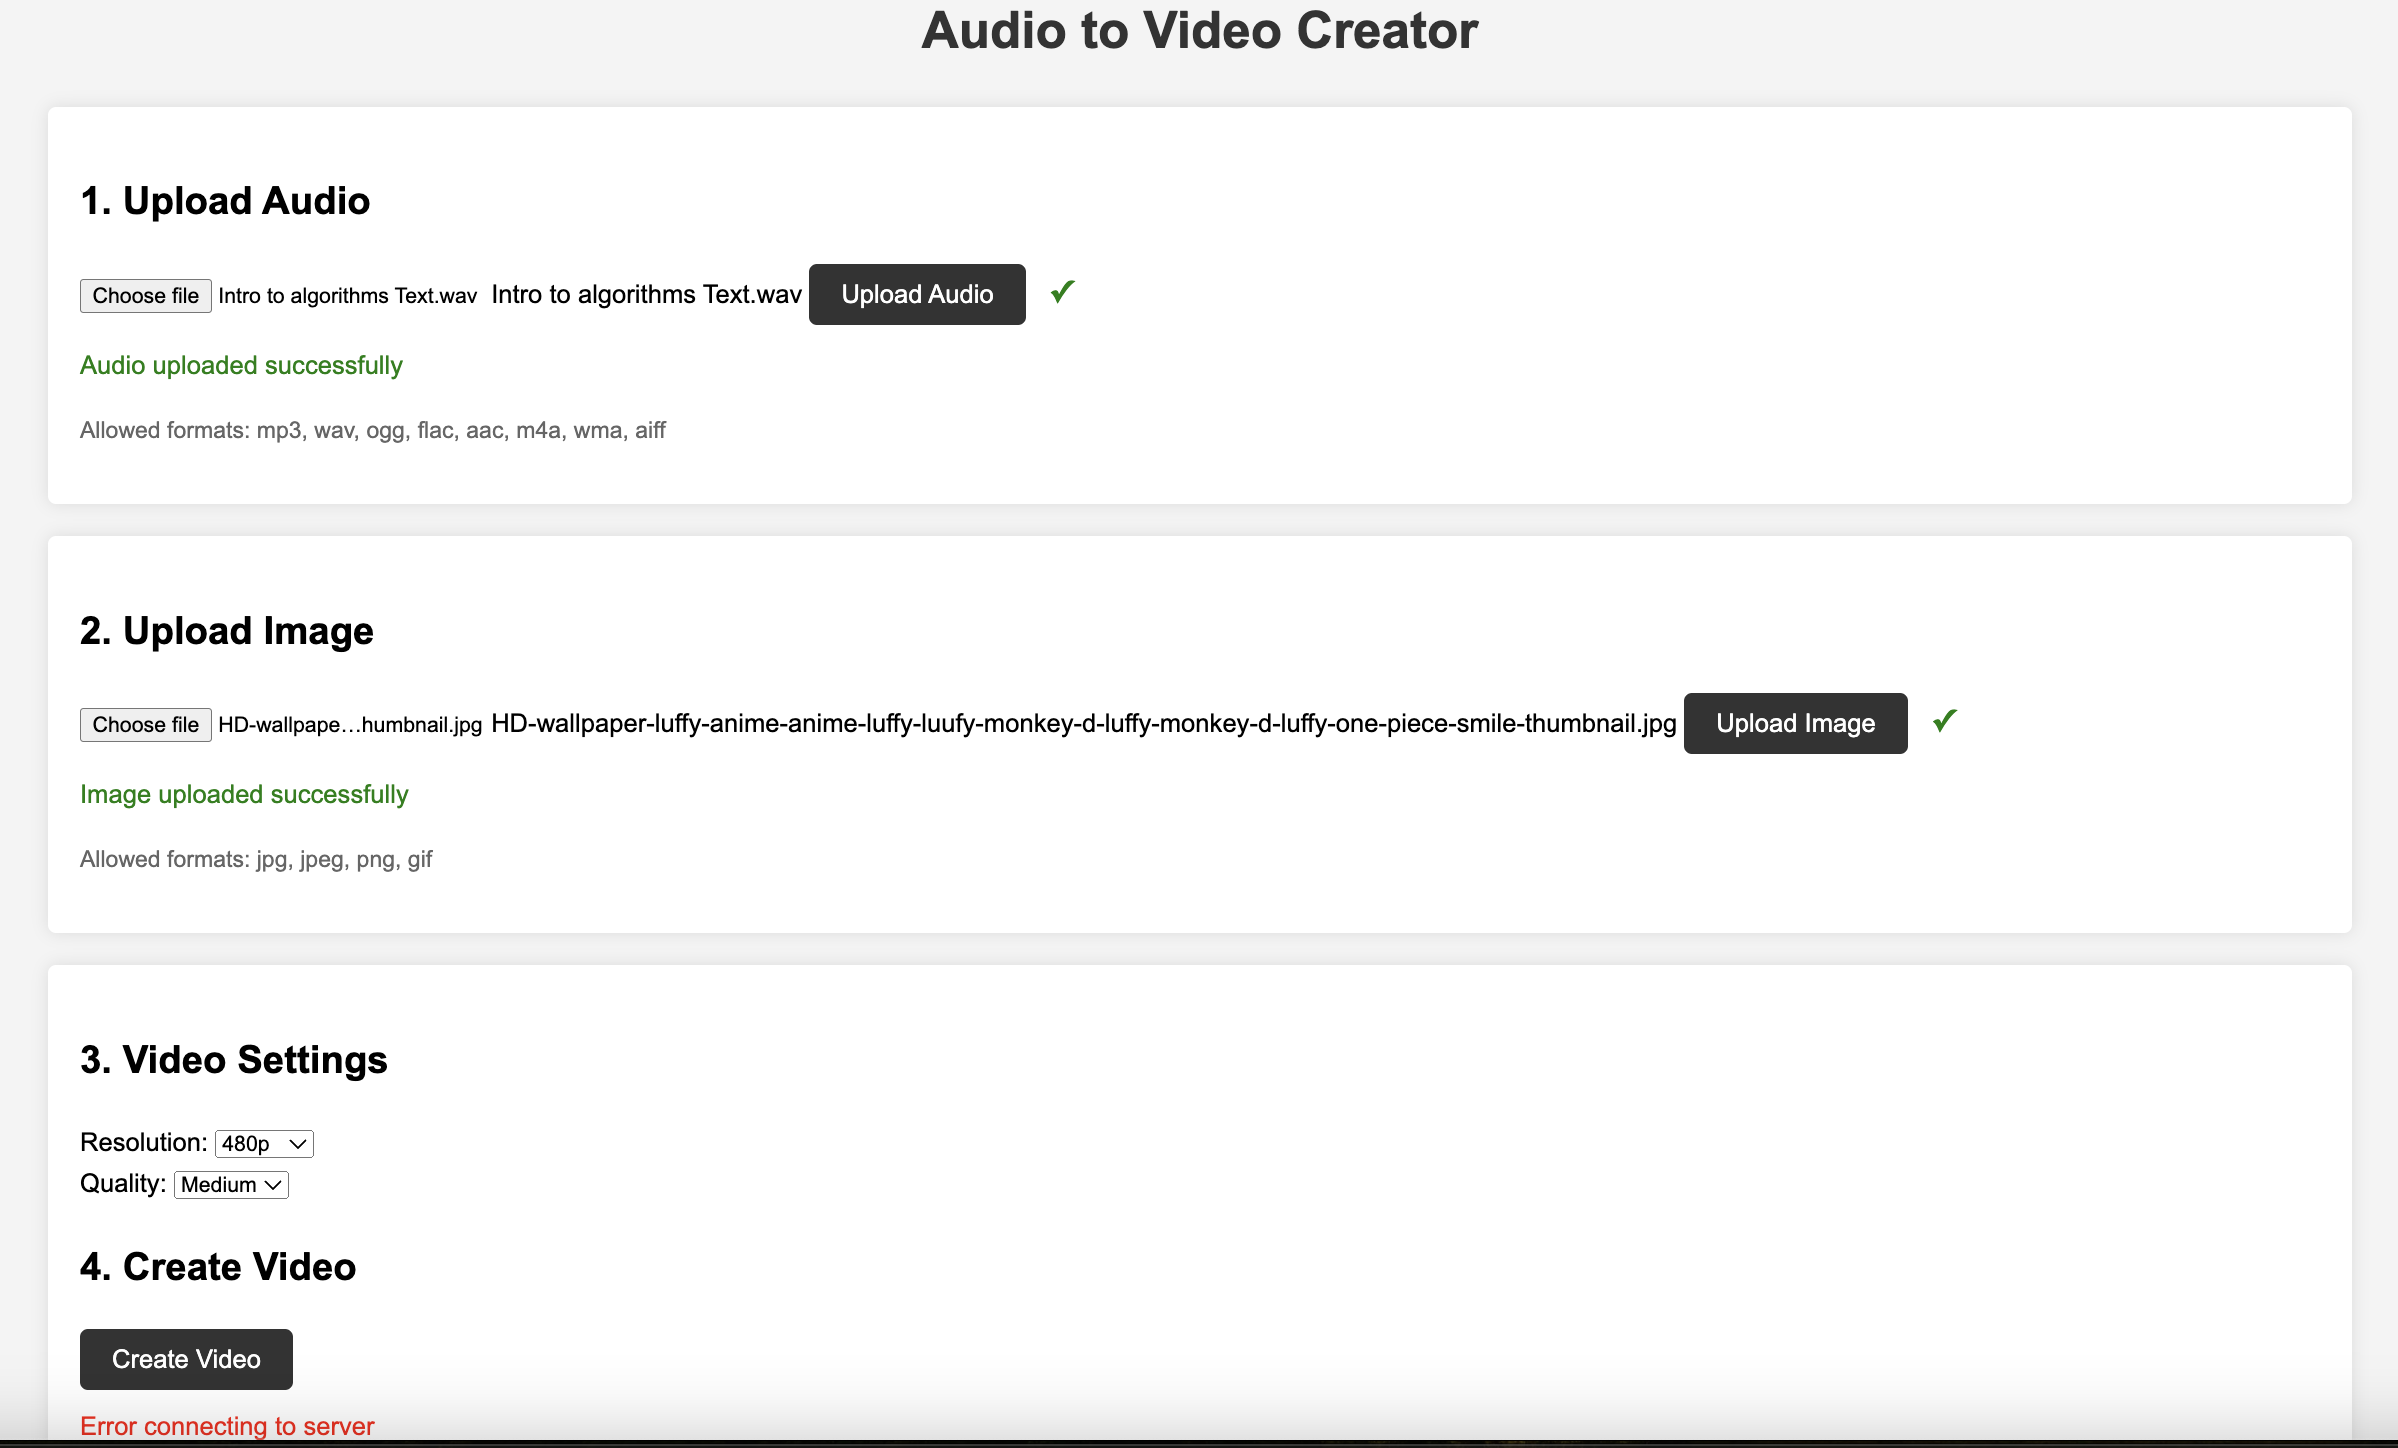 Audio to Video Creator
1. Upload Audio
Choose file Intro to algorithms Text.wav Intro to algorithms Text.wav Upload Audio ✔
Audio uploaded successfully
Allowed formats: mp3, wav, ogg, flac, aac, m4a, wma, aiff
2. Upload Image
Choose file HD-wallpape…humbnail.jpg HD-wallpaper-luffy-anime-anime-luffy-luufy-monkey-d-luffy-monkey-d-luffy-one-piece-smile-thumbnail.jpg Upload Image ✔
Image uploaded successfully
Allowed formats: jpg, jpeg, png, gif
3. Video Settings
Resolution: 480p
Quality: Medium
4. Create Video
Create Video
Error connecting to server